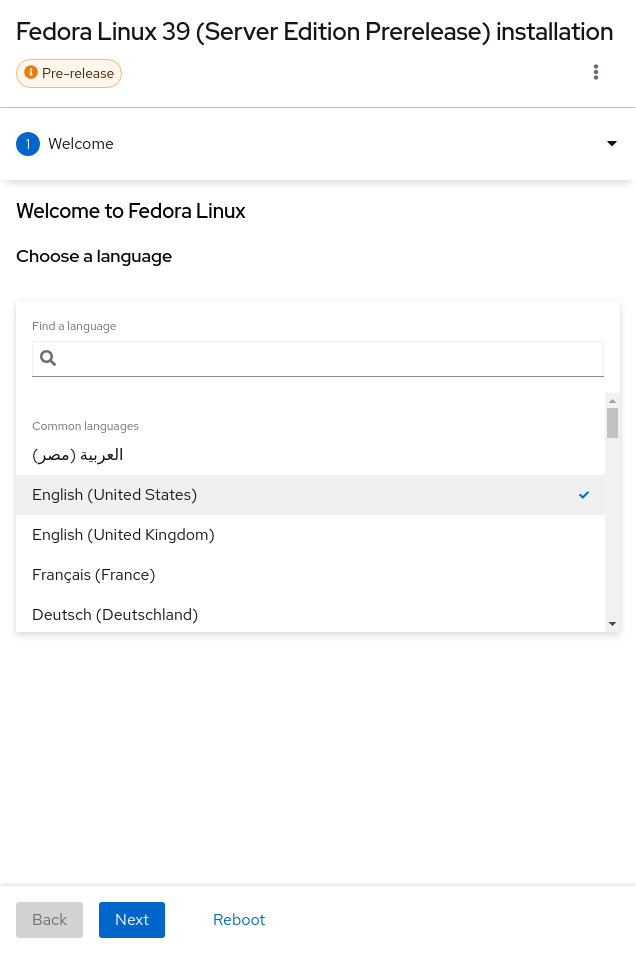 Fedora Linux 39 (Server Edition Prerelease) installation
Pre-release
1 Welcome
Welcome to Fedora Linux
Choose a language
Find a language
Common languages
العربية (مصر)
English (United States)
English (United Kingdom)
Français (France)
Deutsch (Deutschland)
Back Next Reboot